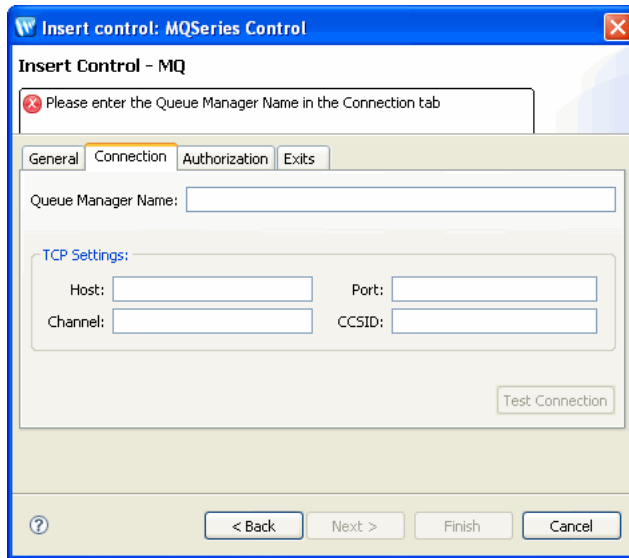 Insert control: MQSeries Control
Insert Control - MQ
Please enter the Queue Manager Name in the Connection tab
General Connection Authorization Exits
Queue Manager Name:
TCP Settings:
Host: Port:
Channel: CCSID:
Test Connection
< Back Next > Finish Cancel